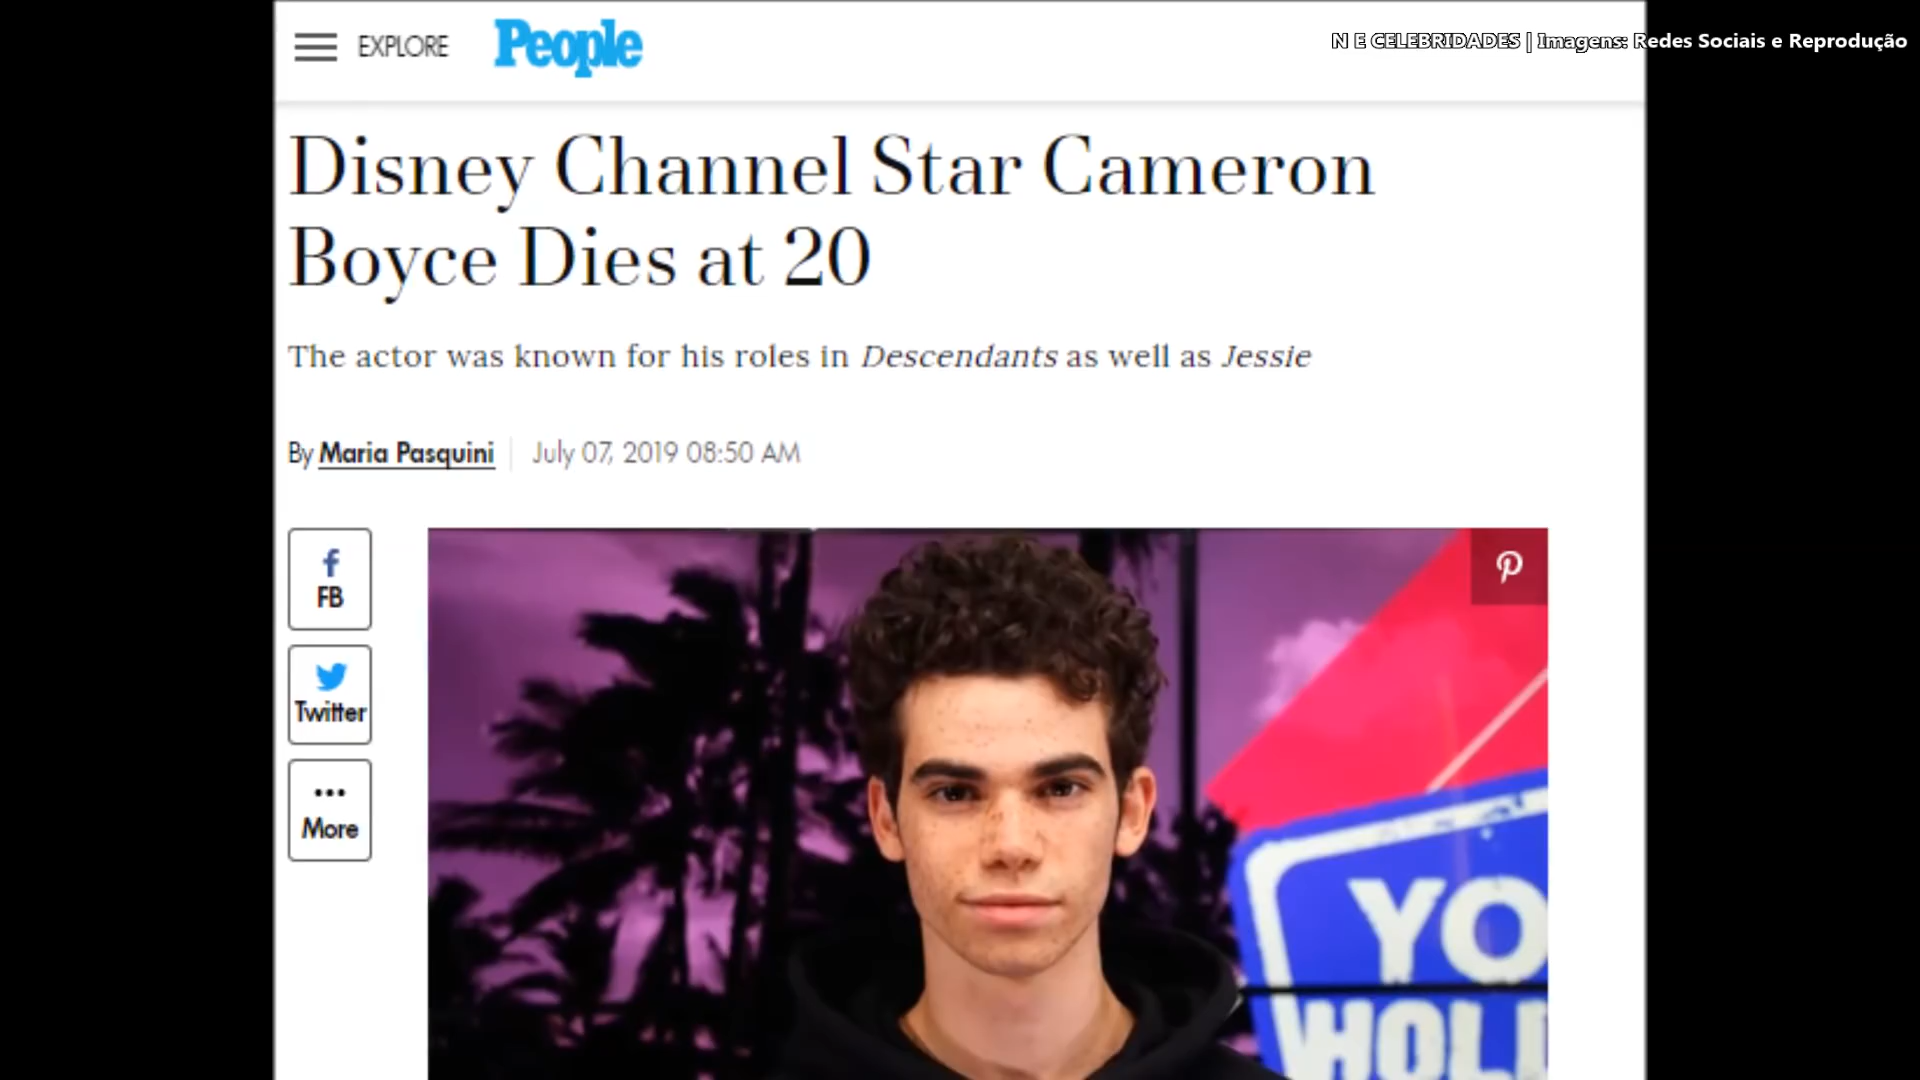 EXPLORE People
N E CELEBRIDADES | Imagens: Redes Sociais e Reprodução
Disney Channel Star Cameron
Boyce Dies at 20
The actor was known for his roles in Descendants as well as Jessie
By Maria Pasquini | July 07, 2019 08:50 AM
FB
Twitter
More
YO
HOLL